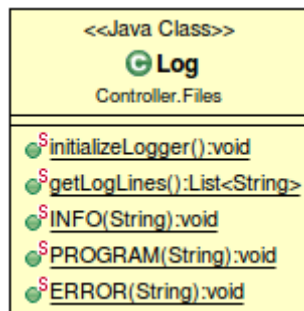 <<Java Class>>
C Log
Controller.Files
S initializeLogger():void
S getLogLines():List<String>
S INFO(String):void
S PROGRAM(String):void
S ERROR(String):void